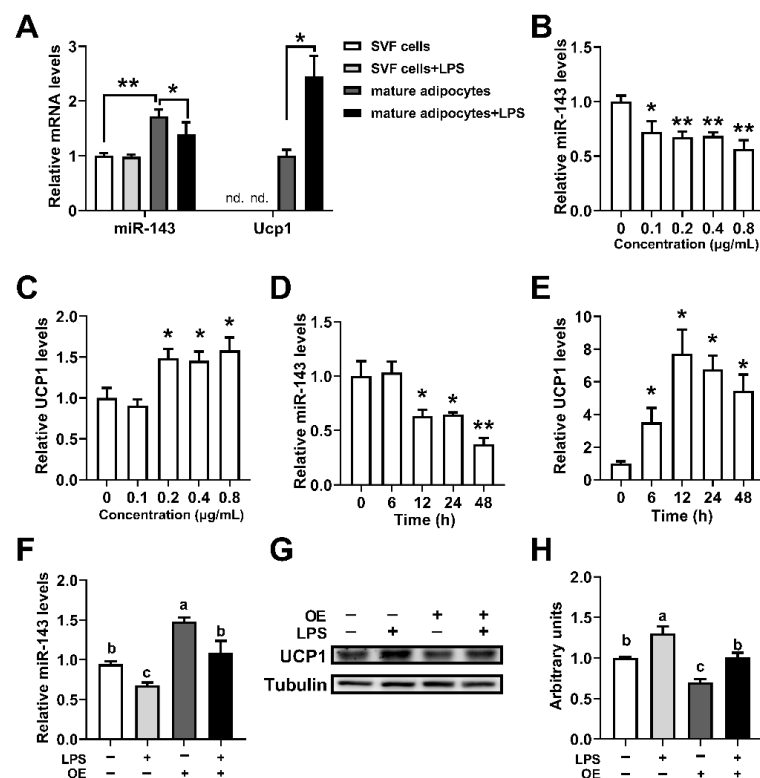 A
Relative mRNA levels
3
2
1
0
**
*
nd. nd.
*
miR-143 Ucp1
SVF cells
SVF cells+LPS
mature adipocytes
mature adipocytes+LPS
B
Relative miR-143 levels
1.5
1.0
0.5
0.0
* ** ** **
0 0.1 0.2 0.4 0.8
Concentration (μg/mL)
C
Relative UCP1 levels
2.0
1.5
1.0
0.5
0.0
* * *
0 0.1 0.2 0.4 0.8
Concentration (μg/mL)
D
Relative miR-143 levels
1.5
1.0
0.5
0.0
* * **
0 6 12 24 48
Time (h)
E
Relative UCP1 levels
10
8
6
4
2
0
* * * *
0 6 12 24 48
Time (h)
F
Relative miR-143 levels
2.0
1.5
1.0
0.5
0.0
b c a b
LPS − + − +
OE − − + +
G
OE − − + +
LPS − + − +
UCP1
Tubulin
H
Arbitrary units
2.0
1.5
1.0
0.5
0.0
b a c b
LPS − + − +
OE − − + +